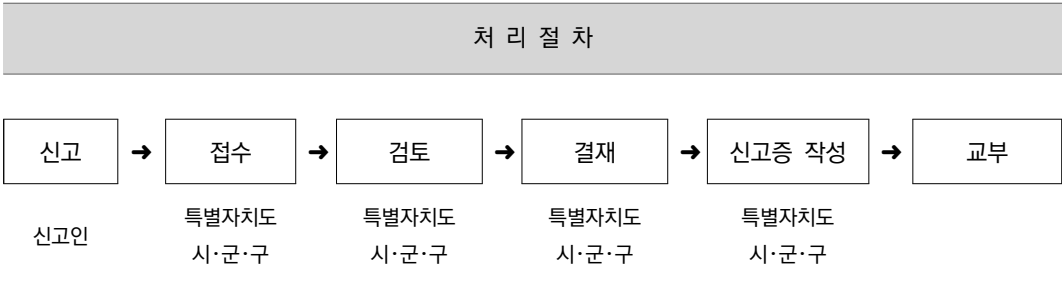 처 리 절 차
신고 ➜ 접수 ➜ 검토 ➜ 결재 ➜ 신고증 작성 ➜ 교부
신고인
특별자치도 특별자치도 특별자치도 특별자치도
시·군·구 시·군·구 시·군·구 시·군·구